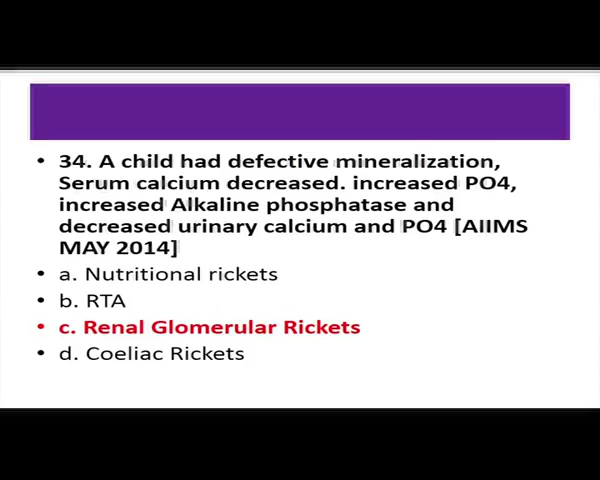 • 34. A child had defective mineralization,
Serum calcium decreased. increased PO4,
increased Alkaline phosphatase and
decreased urinary calcium and PO4 [AIIMS
MAY 2014]
• a. Nutritional rickets
• b. RTA
• c. Renal Glomerular Rickets
• d. Coeliac Rickets